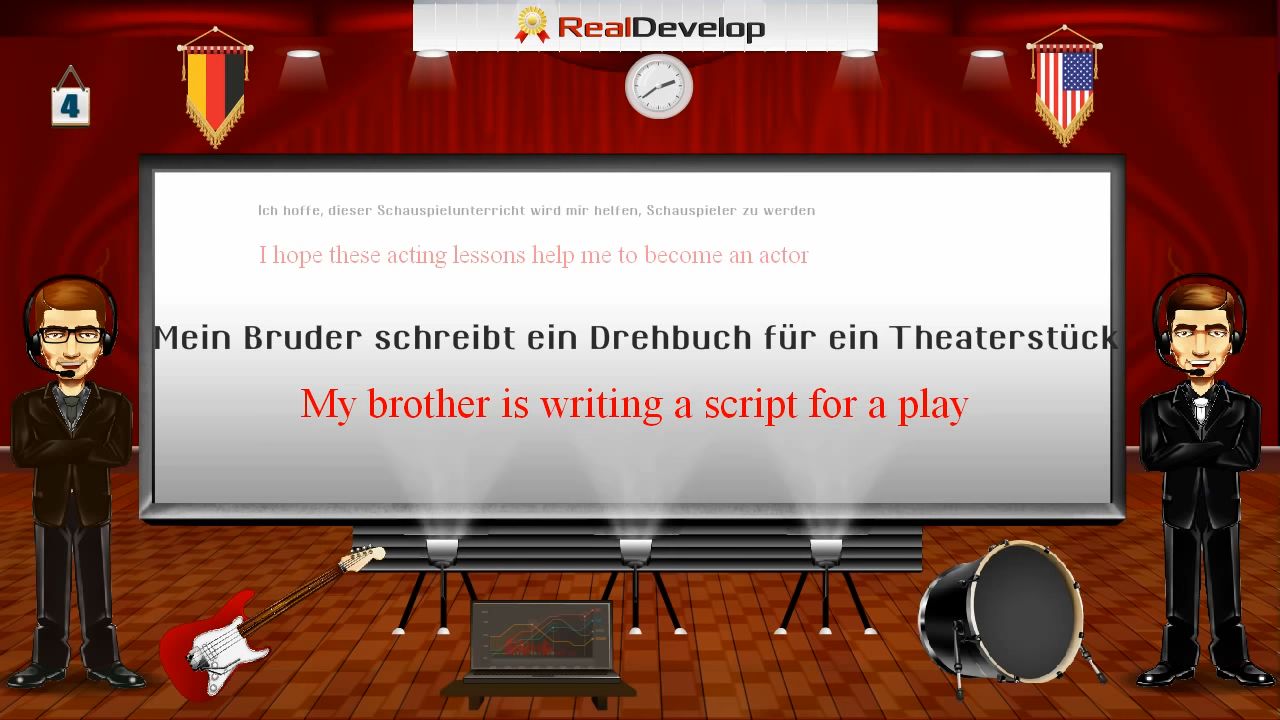 RealDevelop
4
Ich hoffe, dieser Schauspielunterricht wird mir helfen, Schauspieler zu werden
I hope these acting lessons help me to become an actor
Mein Bruder schreibt ein Drehbuch für ein Theaterstück
My brother is writing a script for a play